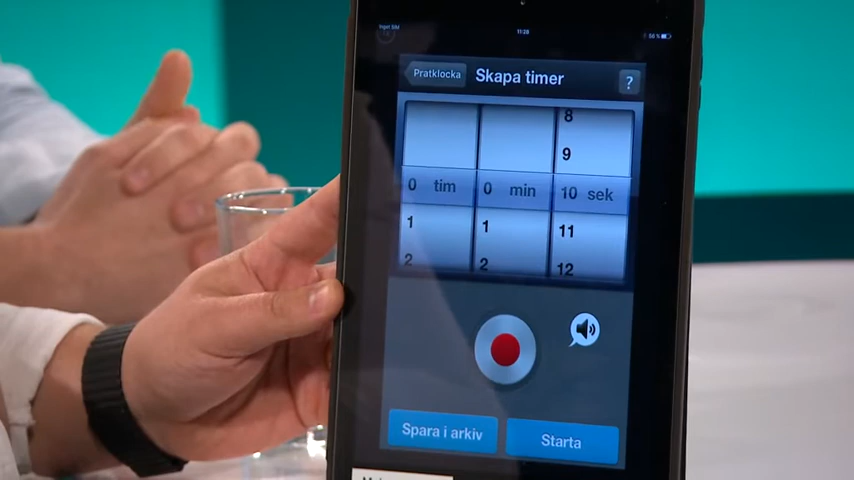 Inget SIM
11:28
50 %
Pratklocka
Skapa timer
?
8
9
0 tim 0 min 10 sek
1 1 11
2 2 12
Spara i arkiv
Starta